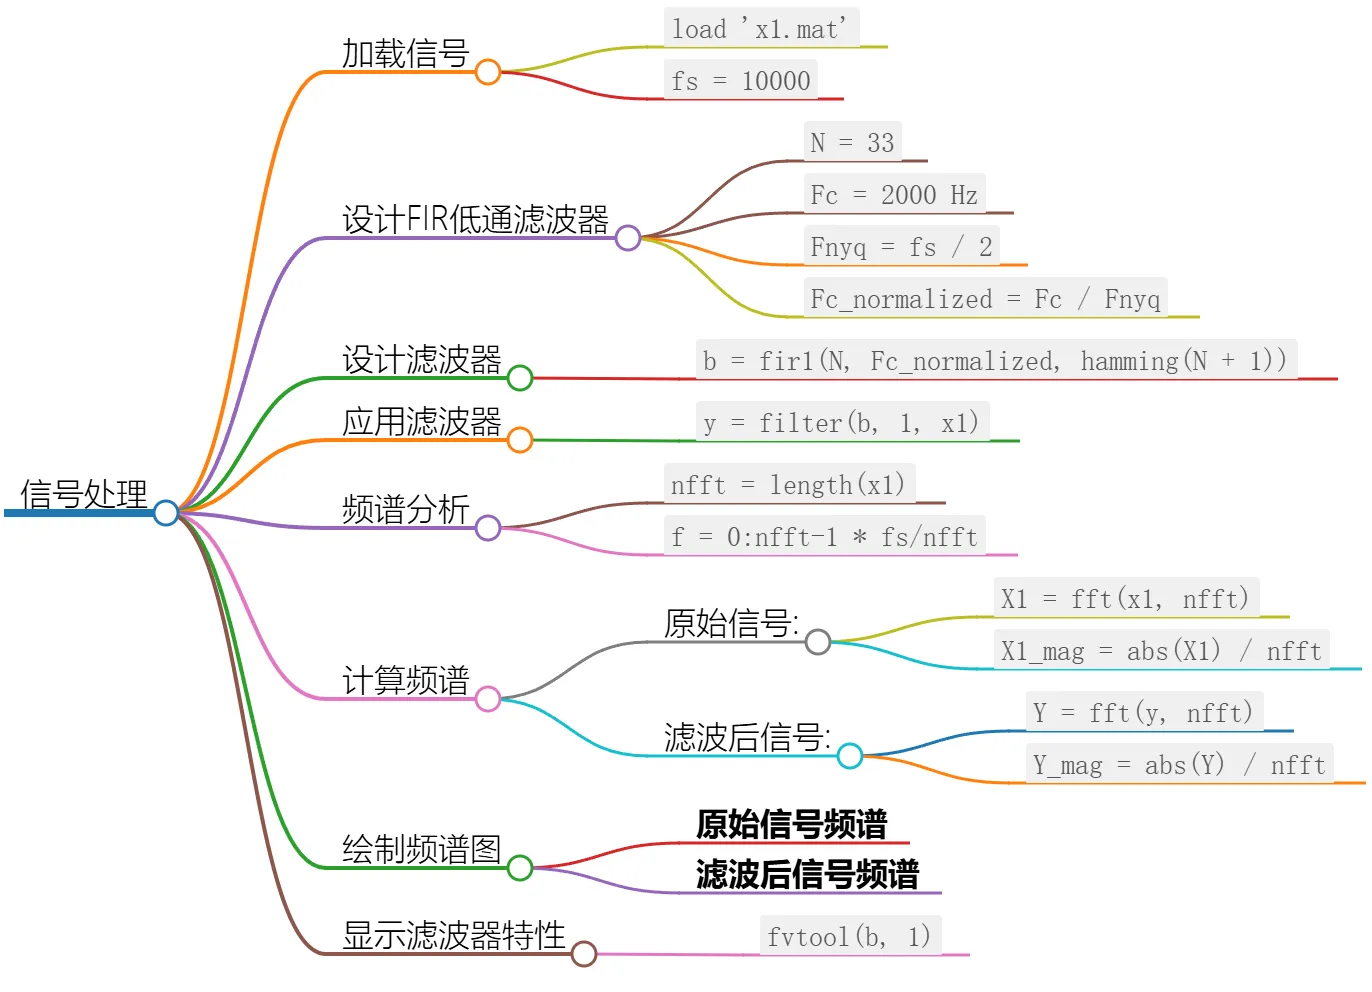 信号处理
加载信号
load 'x1.mat'
fs = 10000
设计FIR低通滤波器
N = 33
Fc = 2000 Hz
Fnyq = fs / 2
Fc_normalized = Fc / Fnyq
设计滤波器
b = fir1(N, Fc_normalized, hamming(N + 1))
应用滤波器
y = filter(b, 1, x1)
频谱分析
nfft = length(x1)
f = 0:nfft-1 * fs/nfft
计算频谱
原始信号:
X1 = fft(x1, nfft)
X1_mag = abs(X1) / nfft
滤波后信号:
Y = fft(y, nfft)
Y_mag = abs(Y) / nfft
绘制频谱图
原始信号频谱
滤波后信号频谱
显示滤波器特性
fvtool(b, 1)